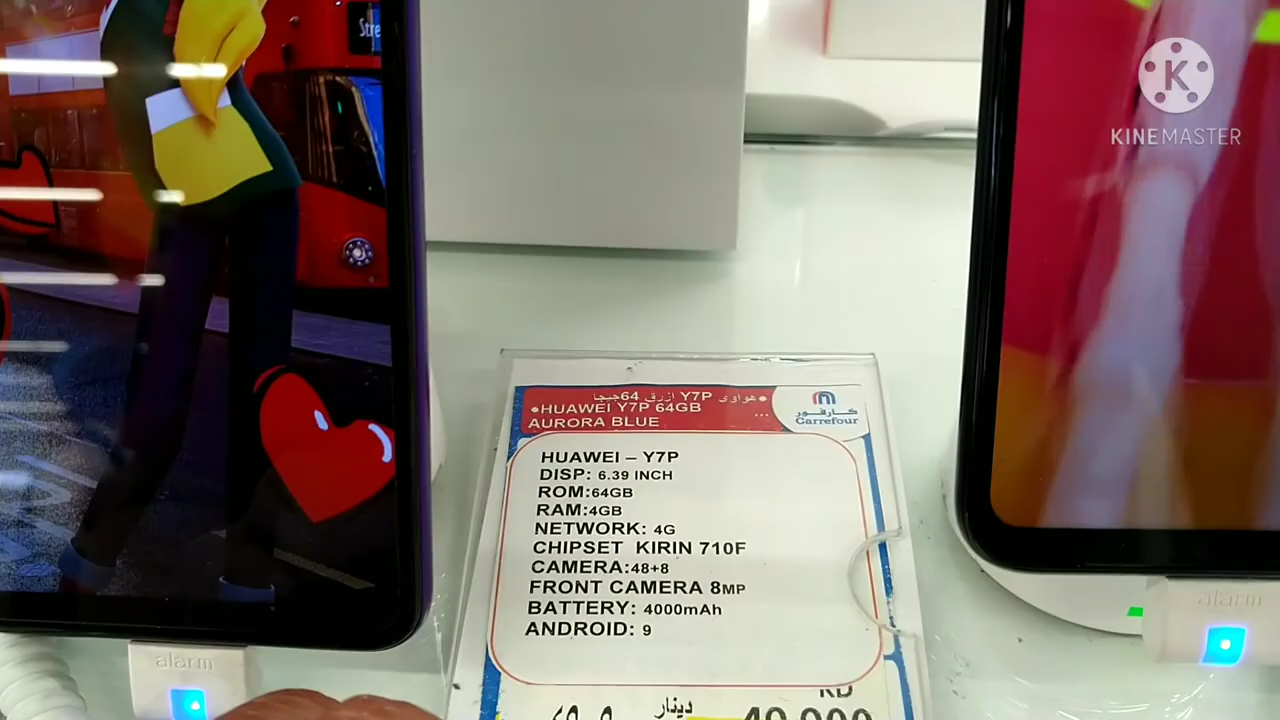 Stre
KINEMASTER
•هواوى Y7P ازرق 64جيجا
•HUAWEI Y7P 64GB
AURORA BLUE
...
كارفور
Carrefour
HUAWEI – Y7P
DISP: 6.39 INCH
ROM:64GB
RAM:4GB
NETWORK: 4G
CHIPSET KIRIN 710F
CAMERA:48+8
FRONT CAMERA 8MP
BATTERY: 4000mAh
ANDROID: 9
KD
دينار
alarm
alarm